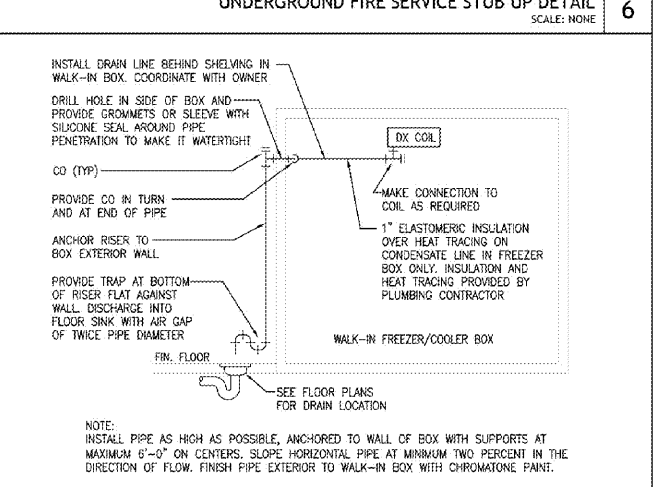 UNDERGROUND FIRE SERVICE STUB UP DETAIL
SCALE: NONE
6
INSTALL DRAIN LINE BEHIND SHELVING IN
WALK-IN BOX. COORDINATE WITH OWNER
DRILL HOLE IN SIDE OF BOX AND
PROVIDE GROMMETS OR SLEEVE WITH
SILICONE SEAL AROUND PIPE
PENETRATION TO MAKE IT WATERTIGHT
CO (TYP)
PROVIDE CO IN TURN
AND AT END OF PIPE
ANCHOR RISER TO
BOX EXTERIOR WALL
PROVIDE TRAP AT BOTTOM
OF RISER FLAT AGAINST
WALL. DISCHARGE INTO
FLOOR SINK WITH AIR GAP
OF TWICE PIPE DIAMETER
FIN. FLOOR
DX COIL
MAKE CONNECTION TO
COIL AS REQUIRED
1" ELASTOMERIC INSULATION
OVER HEAT TRACING ON
CONDENSATE LINE IN FREEZER
BOX ONLY. INSULATION AND
HEAT TRACING PROVIDED BY
PLUMBING CONTRACTOR
WALK-IN FREEZER/COOLER BOX
SEE FLOOR PLANS
FOR DRAIN LOCATION
NOTE:
INSTALL PIPE AS HIGH AS POSSIBLE, ANCHORED TO WALL OF BOX WITH SUPPORTS AT
MAXIMUM 6'-0" ON CENTERS. SLOPE HORIZONTAL PIPE AT MINIMUM TWO PERCENT IN THE
DIRECTION OF FLOW. FINISH PIPE EXTERIOR TO WALK-IN BOX WITH CHROMATONE PAINT.